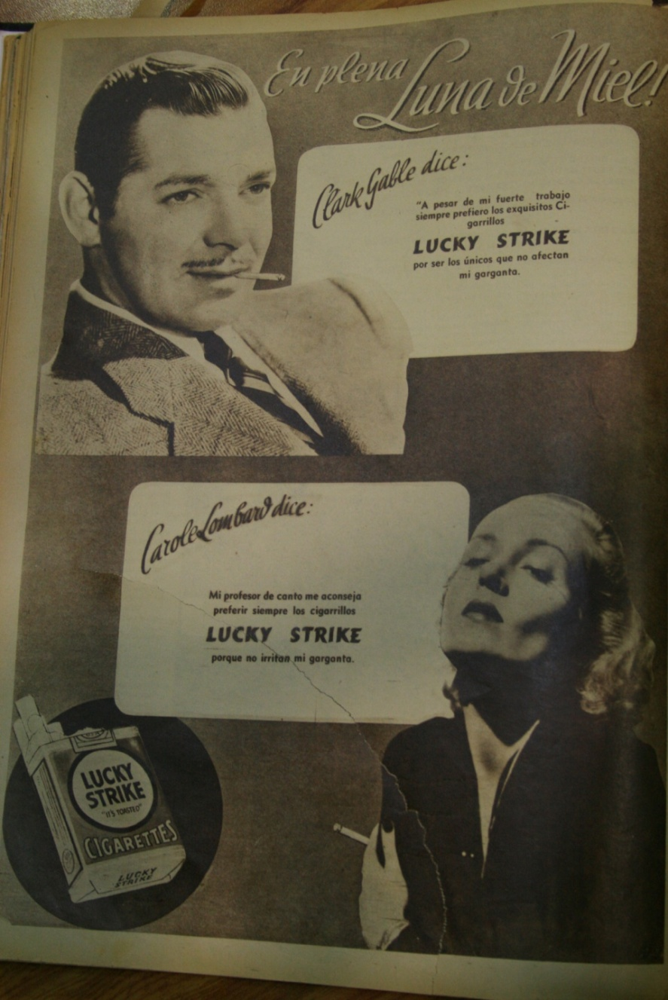 En plena Luna de Miel!
Clark Gable dice:
"A pesar de mi fuerte trabajo
siempre prefiero los exquisitos Ci-
garrillos
LUCKY STRIKE
por ser los únicos que no afectan
mi garganta.
Carole Lombard dice:
Mi profesor de canto me aconseja
preferir siempre los cigarrillos
LUCKY STRIKE
porque no irritan mi garganta.
LUCKY
STRIKE
"IT'S TOASTED"
CIGARETTES
LUCKY
STRIKE